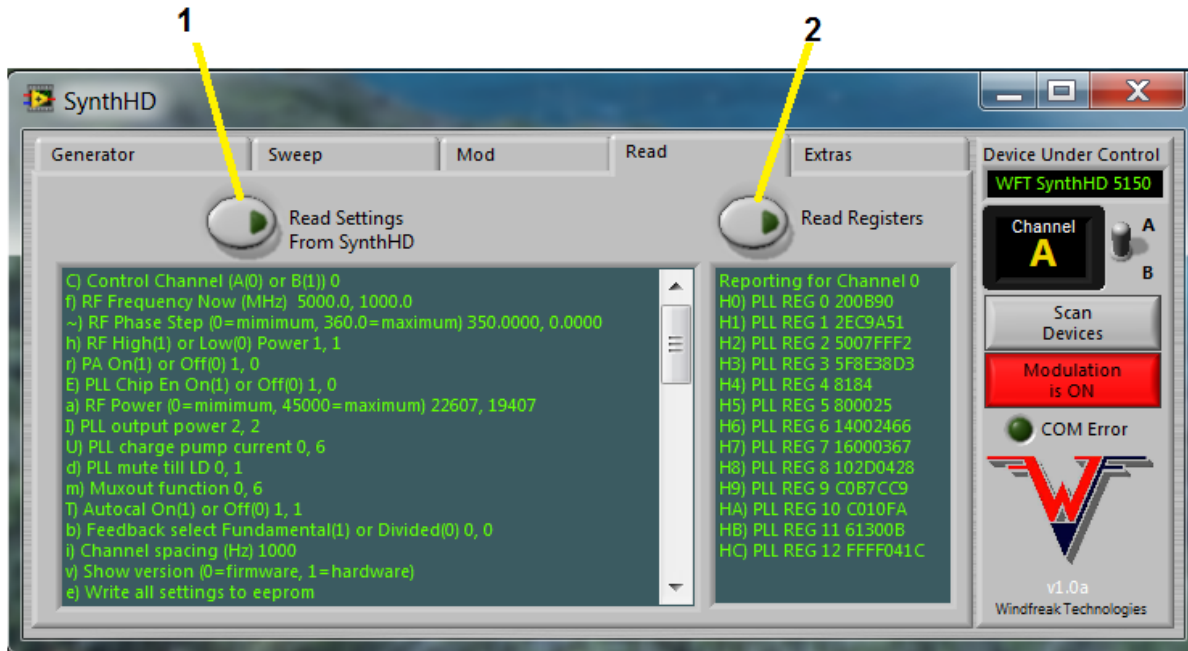 1
2
SynthHD
Generator
Sweep
Mod
Read
Extras
Read Settings
From SynthHD
Read Registers
C) Control Channel (A(0) or B(1)) 0
f) RF Frequency Now (MHz) 5000.0, 1000.0
~) RF Phase Step (0=mimimum, 360.0=maximum) 350.0000, 0.0000
h) RF High(1) or Low(0) Power 1, 1
r) PA On(1) or Off(0) 1, 0
E) PLL Chip En On(1) or Off(0) 1, 0
a) RF Power (0=mimimum, 45000=maximum) 22607, 19407
I) PLL output power 2, 2
U) PLL charge pump current 0, 6
d) PLL mute till LD 0, 1
m) Muxout function 0, 6
T) Autocal On(1) or Off(0) 1, 1
b) Feedback select Fundamental(1) or Divided(0) 0, 0
i) Channel spacing (Hz) 1000
v) Show version (0=firmware, 1=hardware)
e) Write all settings to eeprom
Reporting for Channel 0
H0) PLL REG 0 200B90
H1) PLL REG 1 2EC9A51
H2) PLL REG 2 5007FFF2
H3) PLL REG 3 5F8E38D3
H4) PLL REG 4 8184
H5) PLL REG 5 800025
H6) PLL REG 6 14002466
H7) PLL REG 7 16000367
H8) PLL REG 8 102D0428
H9) PLL REG 9 C0B7CC9
HA) PLL REG 10 C010FA
HB) PLL REG 11 61300B
HC) PLL REG 12 FFFF041C
Device Under Control
WFT SynthHD 5150
Channel
A
A
B
Scan
Devices
Modulation
is ON
COM Error
v1.0a
Windfreak Technologies